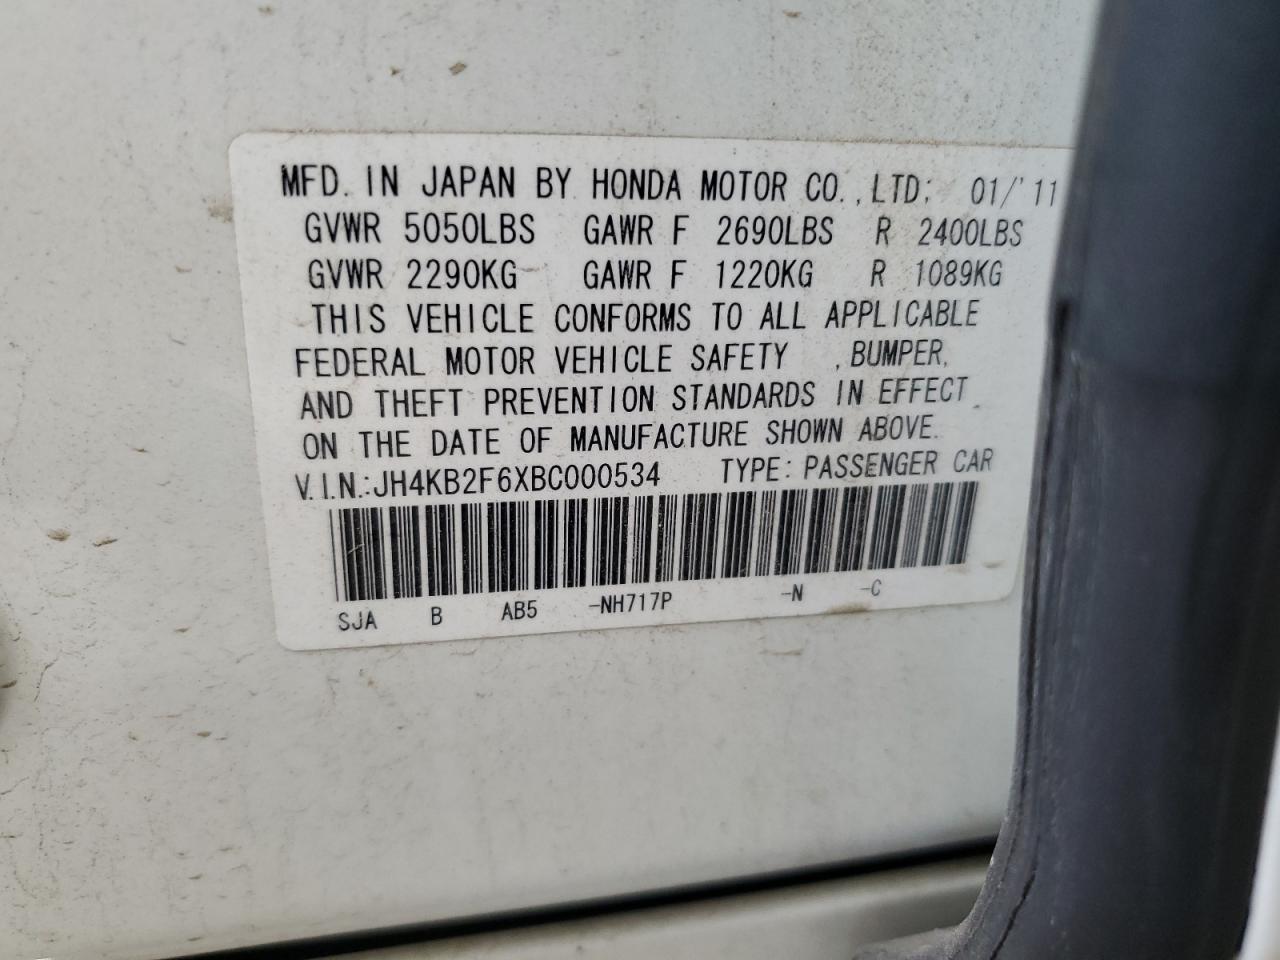 MFD. IN JAPAN BY HONDA MOTOR CO.,LTD; 01/'11
GVWR 5050LBS GAWR F 2690LBS R 2400LBS
GVWR 2290KG GAWR F 1220KG R 1089KG
THIS VEHICLE CONFORMS TO ALL APPLICABLE
FEDERAL MOTOR VEHICLE SAFETY ,BUMPER,
AND THEFT PREVENTION STANDARDS IN EFFECT
ON THE DATE OF MANUFACTURE SHOWN ABOVE.
V.I.N.:JH4KB2F6XBC000534 TYPE:PASSENGER CAR
SJA B AB5 -NH717P -N -C